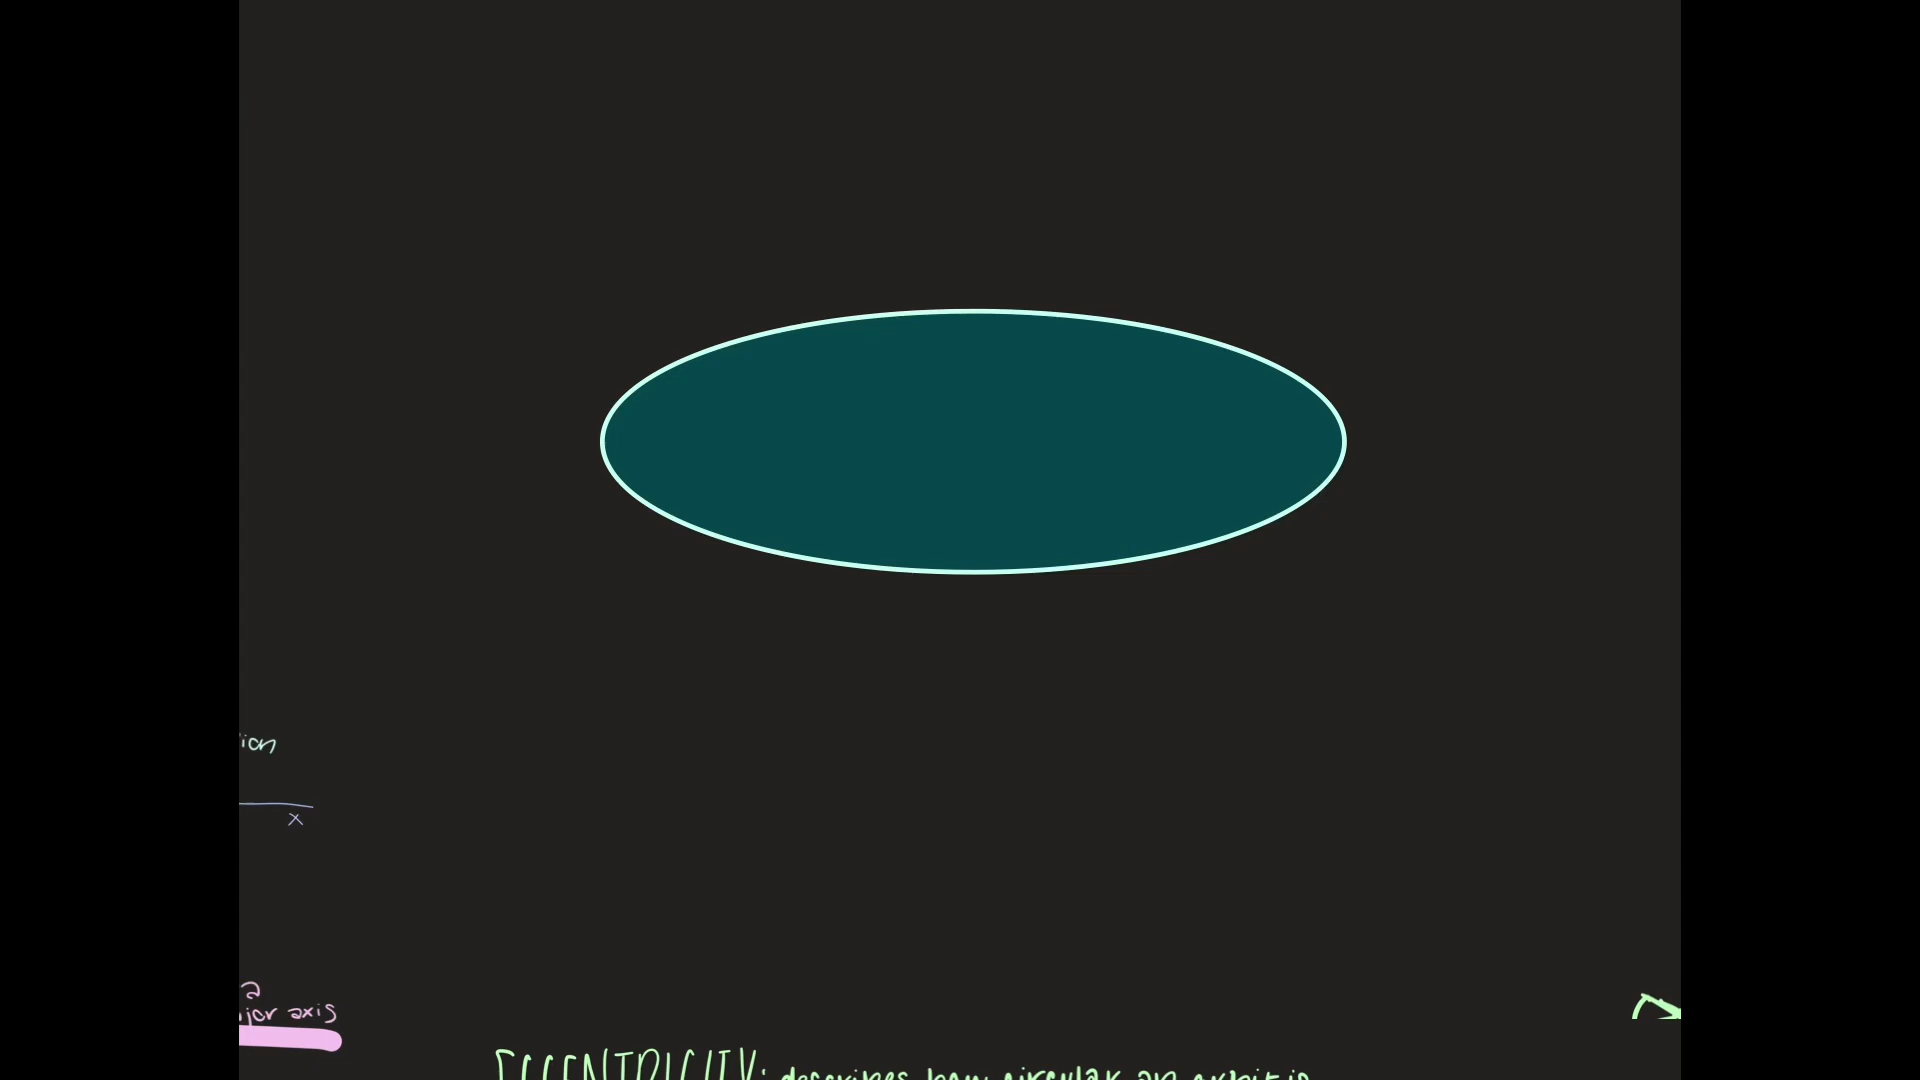 ion
x
a
jor axis
ECCENTRICITY: describes how circular an orbit is